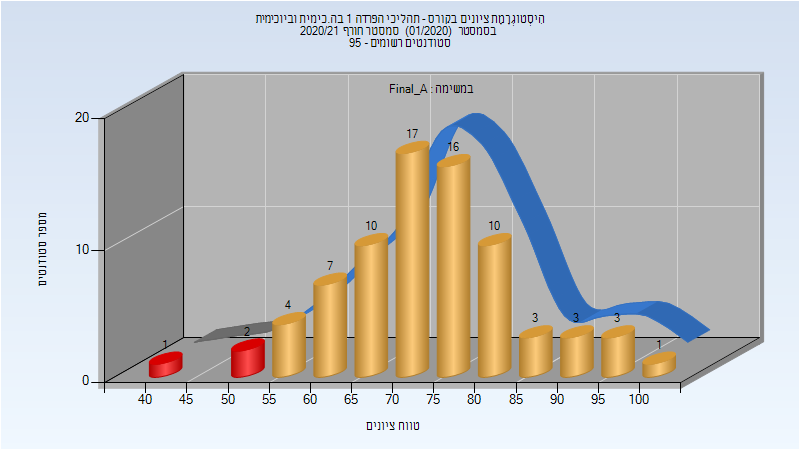 היסטוגרמת ציונים בקורס - תהליכי הפרדה 1 בה.כימית וביוכימית
בסמסטר (01/2020) סמסטר חורף 2020/21
סטודנטים רשומים - 95
במשימה : Final_A
20
10
0
מספר סטודנטים
1
2
4
7
10
17
16
10
3
3
3
1
40 45 50 55 60 65 70 75 80 85 90 95 100
טווח ציונים